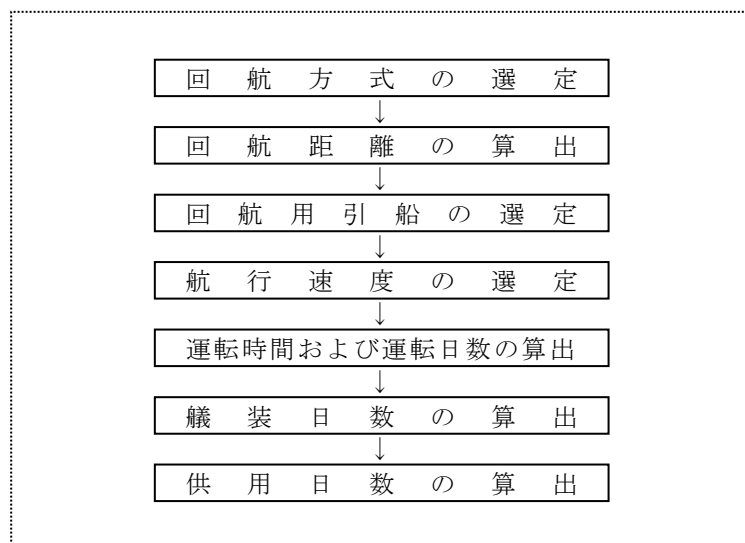 回航方式の選定
↓
回航距離の算出
↓
回航用引船の選定
↓
航行速度の選定
↓
運転時間および運転日数の算出
↓
艤装日数の算出
↓
供用日数の算出